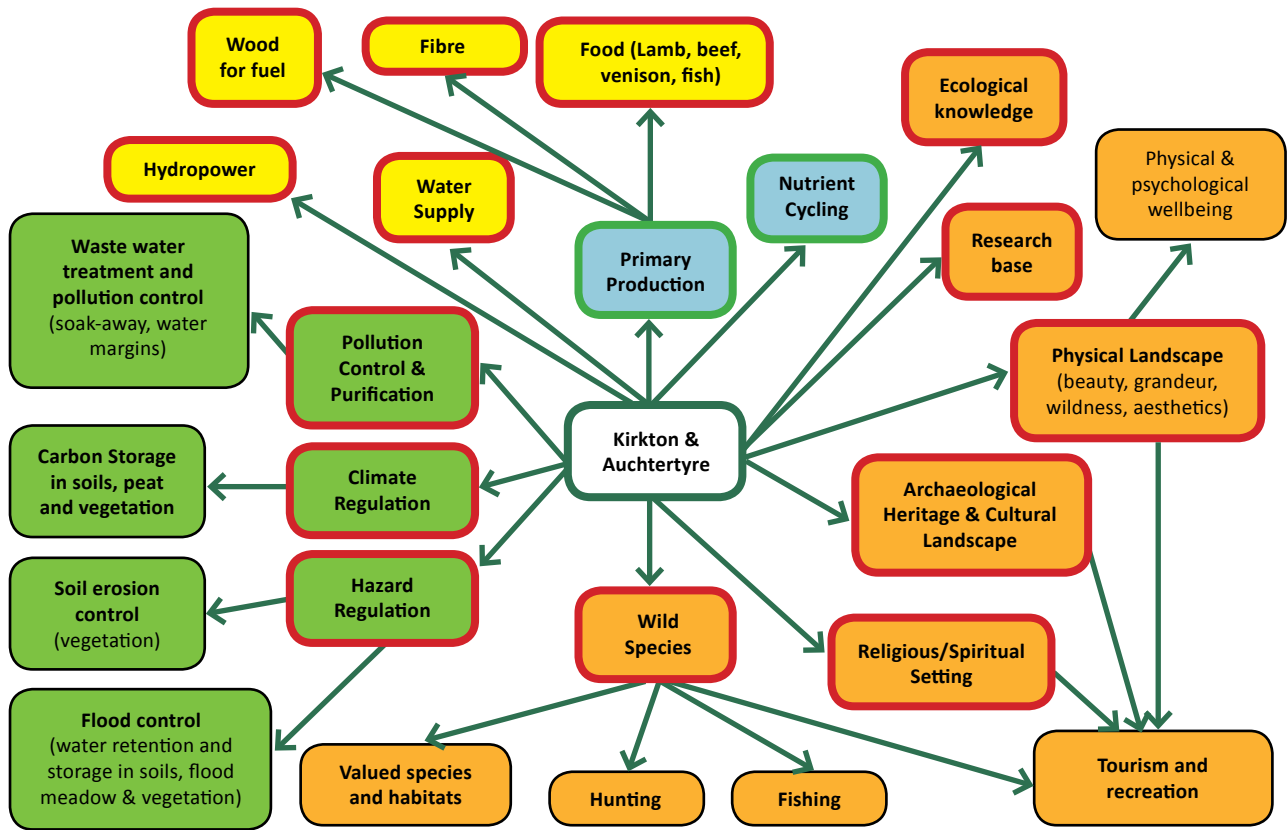 Wood
for fuel
Fibre
Food (Lamb, beef,
venison, fish)
Ecological
knowledge
Physical &
psychological
wellbeing
Hydropower
Water
Supply
Nutrient
Cycling
Primary
Production
Research
base
Waste water
treatment and
pollution control
(soak-away, water
margins)
Pollution
Control &
Purification
Physical Landscape
(beauty, grandeur,
wildness, aesthetics)
Kirkton &
Auchtertyre
Carbon Storage
in soils, peat
and vegetation
Climate
Regulation
Archaeological
Heritage & Cultural
Landscape
Soil erosion
control
(vegetation)
Hazard
Regulation
Wild
Species
Religious/Spiritual
Setting
Flood control
(water retention and
storage in soils, flood
meadow & vegetation)
Valued species
and habitats
Hunting
Fishing
Tourism and
recreation